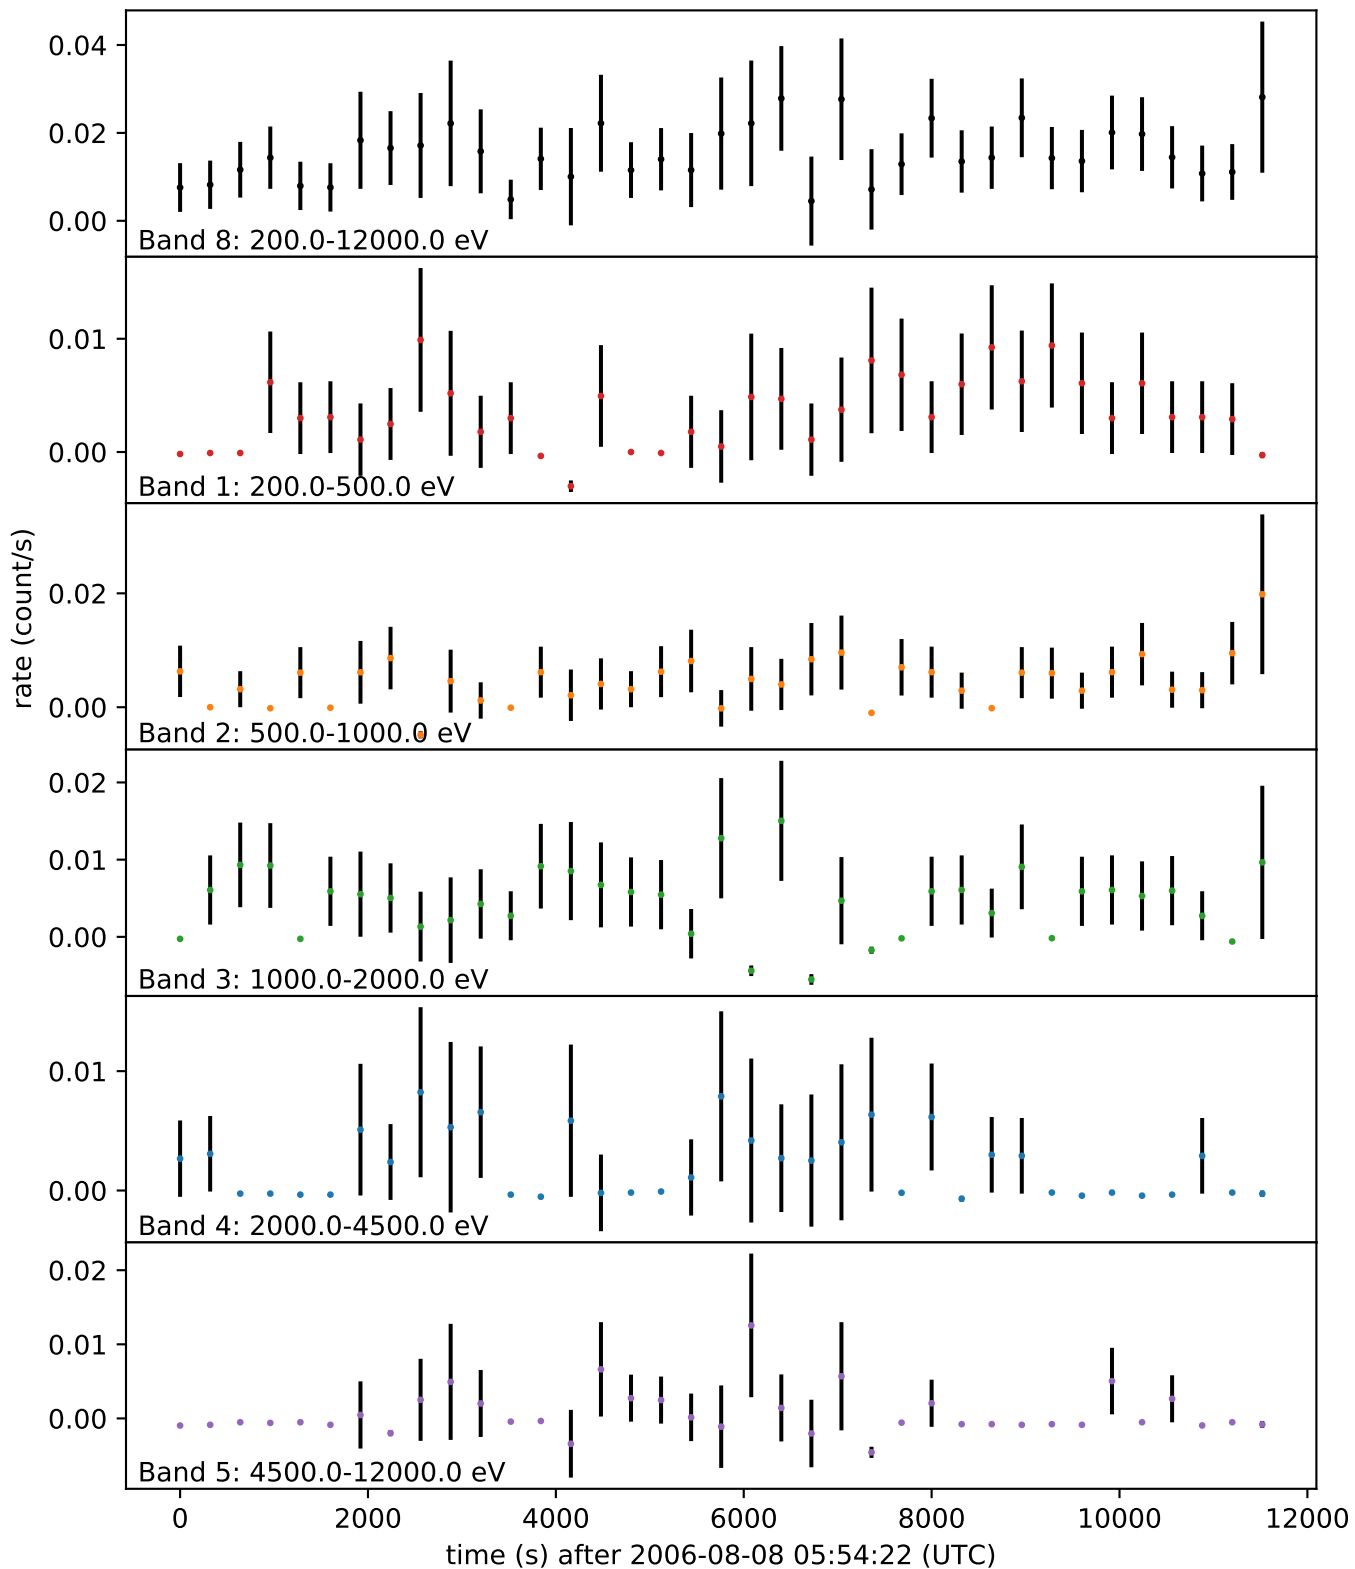 0.04
0.02
0.00
Band 8: 200.0-12000.0 eV
0.01
0.00
Band 1: 200.0-500.0 eV
rate (count/s)
0.02
0.00
Band 2: 500.0-1000.0 eV
0.02
0.01
0.00
Band 3: 1000.0-2000.0 eV
0.01
0.00
Band 4: 2000.0-4500.0 eV
0.02
0.01
0.00
Band 5: 4500.0-12000.0 eV
0 2000 4000 6000 8000 10000 12000
time (s) after 2006-08-08 05:54:22 (UTC)